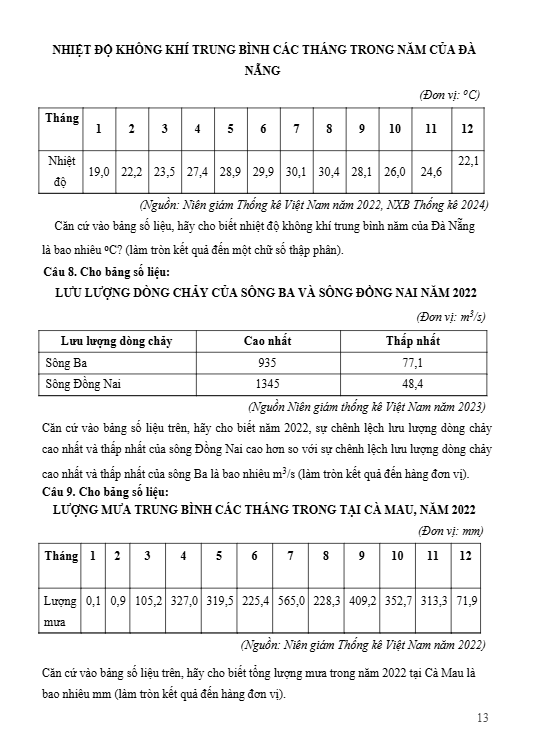 NHIỆT ĐỘ KHÔNG KHÍ TRUNG BÌNH CÁC THÁNG TRONG NĂM CỦA ĐÀ
NẴNG
(Đơn vị: ⁰C)
Tháng 1 2 3 4 5 6 7 8 9 10 11 12
Nhiệt độ 19,0 22,2 23,5 27,4 28,9 29,9 30,1 30,4 28,1 26,0 24,6 22,1
(Nguồn: Niên giám Thống kê Việt Nam năm 2022, NXB Thống kê 2024)
Căn cứ vào bảng số liệu, hãy cho biết nhiệt độ không khí trung bình năm của Đà Nẵng
là bao nhiêu ⁰C? (làm tròn kết quả đến một chữ số thập phân).
Câu 8. Cho bảng số liệu:
LƯU LƯỢNG DÒNG CHẢY CỦA SÔNG BA VÀ SÔNG ĐỒNG NAI NĂM 2022
(Đơn vị: m³/s)
Lưu lượng dòng chảy Cao nhất Thấp nhất
Sông Ba 935 77,1
Sông Đồng Nai 1345 48,4
(Nguồn Niên giám thống kê Việt Nam năm 2023)
Căn cứ vào bảng số liệu trên, hãy cho biết năm 2022, sự chênh lệch lưu lượng dòng chảy
cao nhất và thấp nhất của sông Đồng Nai cao hơn so với sự chênh lệch lưu lượng dòng chảy
cao nhất và thấp nhất của sông Ba là bao nhiêu m³/s (làm tròn kết quả đến hàng đơn vị).
Câu 9. Cho bảng số liệu:
LƯỢNG MƯA TRUNG BÌNH CÁC THÁNG TRONG TẠI CÀ MAU, NĂM 2022
(Đơn vị: mm)
Tháng 1 2 3 4 5 6 7 8 9 10 11 12
Lượng mưa 0,1 0,9 105,2 327,0 319,5 225,4 565,0 228,3 409,2 352,7 313,3 71,9
(Nguồn: Niên giám Thống kê Việt Nam năm 2022)
Căn cứ vào bảng số liệu trên, hãy cho biết tổng lượng mưa trong năm 2022 tại Cà Mau là
bao nhiêu mm (làm tròn kết quả đến hàng đơn vị).
13